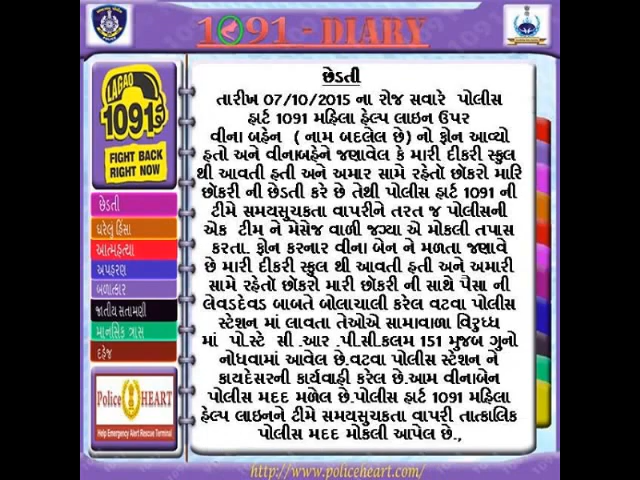 1091 - DIARY
LAGAO
1091
FIGHT BACK
RIGHT NOW
છેડતી
ઘરેલુ હિંસા
આત્મહત્યા
અપહરણ
બળાત્કાર
જાતીય સતામણી
માનસિક ત્રાસ
દહેજ
Police HEART
Help Emergency Alert Rescue Terminal
છેડતી
તારીખ 07/10/2015 ના રોજ સવારે પોલીસ
હાર્ટ 1091 મહિલા હેલ્પ લાઇન ઉપર
વીના બહેન ( નામ બદલેલ છે) નો ફોન આવ્યો
હતો અને વીનાબહેને જણાવેલ કે મારી દીકરી સ્કુલ
થી આવતી હતી અને અમાર સામે રહેતોં છોંકરો મારિ
છોંકરી ની છેડતી કરે છે તેથી પોલીસ હાર્ટ 1091 ની
ટીમે સમયસુચકતા વાપરીને તરત જ પોલીસની
એક ટીમ ને મેસેજ વાળી જગ્યા એ મોકલી તપાસ
કરતા. ફોન કરનાર વીના બેન ને મળતા જણાવે
છે મારી દીકરી સ્કુલ થી આવતી હતી અને અમારી
સામે રહેતોં છોંકરો મારી છોંકરી ની સાથે પૈસા ની
લેવડદેવડ બાબતે બોલાચાલી કરેલ વટવા પોલીસ
સ્ટેશન માં લાવતા તેઓએ સામાવાળા વિરુધ્ધ
માં પો.સ્ટે સી .આર .પી.સી.કલમ 151 મુજબ ગુનો
નોધવામાં આવેલ છે.વટવા પોલીસ સ્ટેશન ને
કાયદેસરની કાર્યવાહી કરેલ છે.આમ વીનાબેન
પોલીસ મદદ મળેલ છે.પોલીસ હાર્ટ 1091 મહિલા
હેલ્પ લાઇનને ટીમે સમયસુચકતા વાપરી તાત્કાલિક
પોલીસ મદદ મોકલી આપેલ છે.,
http://www.policeheart.com/